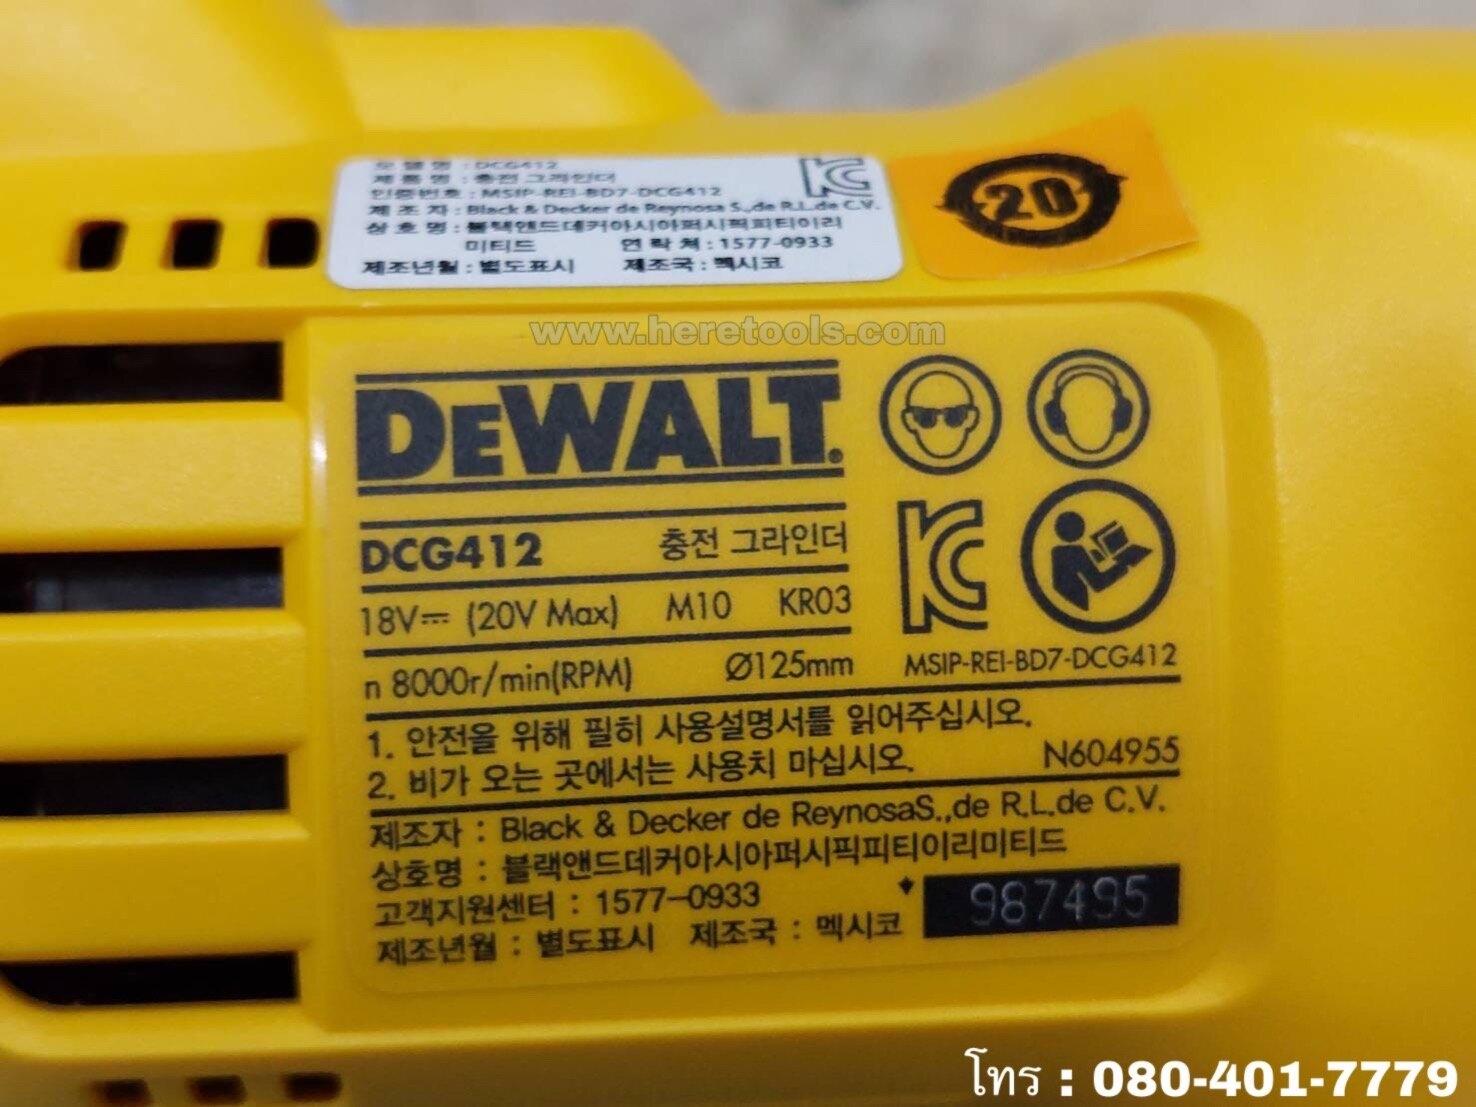 모델명 : DCG412
제품명 : 충전 그라인더
인증번호 : MSIP-REI-BD7-DCG412
제 조 자 : Black & Decker de Reynosa S.,de R.L.de C.V.
상 호 명 : 블랙앤드데커아시아퍼시픽피티이리
미티드 연 락 처 : 1577-0933
제조년월 : 별도표시 제조국 : 멕시코
20
www.heretools.com
DEWALT.
DCG412 충전 그라인더
18V⎓ (20V Max) M10 KR03
n 8000r/min(RPM) Ø125mm MSIP-REI-BD7-DCG412
1. 안전을 위해 필히 사용설명서를 읽어주십시오.
2. 비가 오는 곳에서는 사용치 마십시오. N604955
제조자 : Black & Decker de ReynosaS.,de R.L.de C.V.
상호명 : 블랙앤드데커아시아퍼시픽피티이리미티드
고객지원센터 : 1577-0933
제조년월 : 별도표시 제조국 : 멕시코 987495
โทร : 080-401-7779